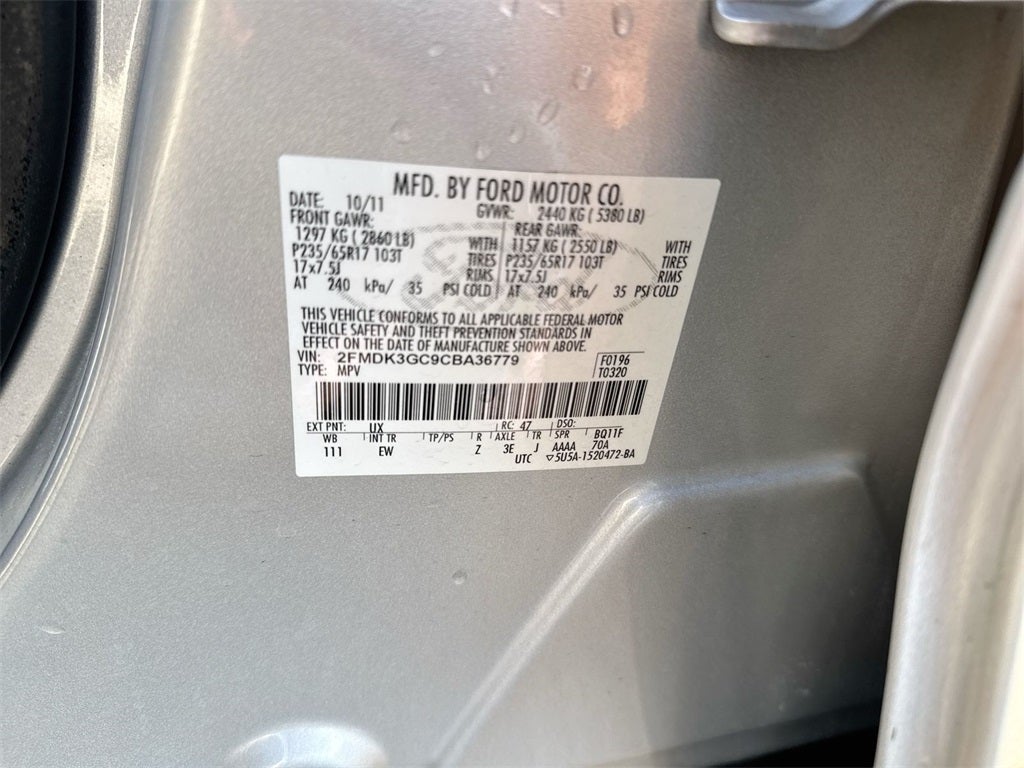 MFD. BY FORD MOTOR CO.
DATE: 10/11 GVWR: 2440 KG ( 5380 LB)
FRONT GAWR: REAR GAWR:
1297 KG ( 2860 LB) WITH 1157 KG ( 2550 LB) WITH
P235/65R17 103T TIRES P235/65R17 103T TIRES
17x7.5J RIMS 17x7.5J RIMS
AT 240 kPa/ 35 PSI COLD AT 240 kPa/ 35 PSI COLD
THIS VEHICLE CONFORMS TO ALL APPLICABLE FEDERAL MOTOR
VEHICLE SAFETY AND THEFT PREVENTION STANDARDS IN
EFFECT ON THE DATE OF MANUFACTURE SHOWN ABOVE.
VIN: 2FMDK3GC9CBA36779 F0196
TYPE: MPV T0320
EXT PNT: UX RC: 47 DSO:
WB INT TR TP/PS R AXLE TR SPR BQ11F
111 EW Z 3E J AAAA 70A
UTC ▽5U5A-1520472-BA